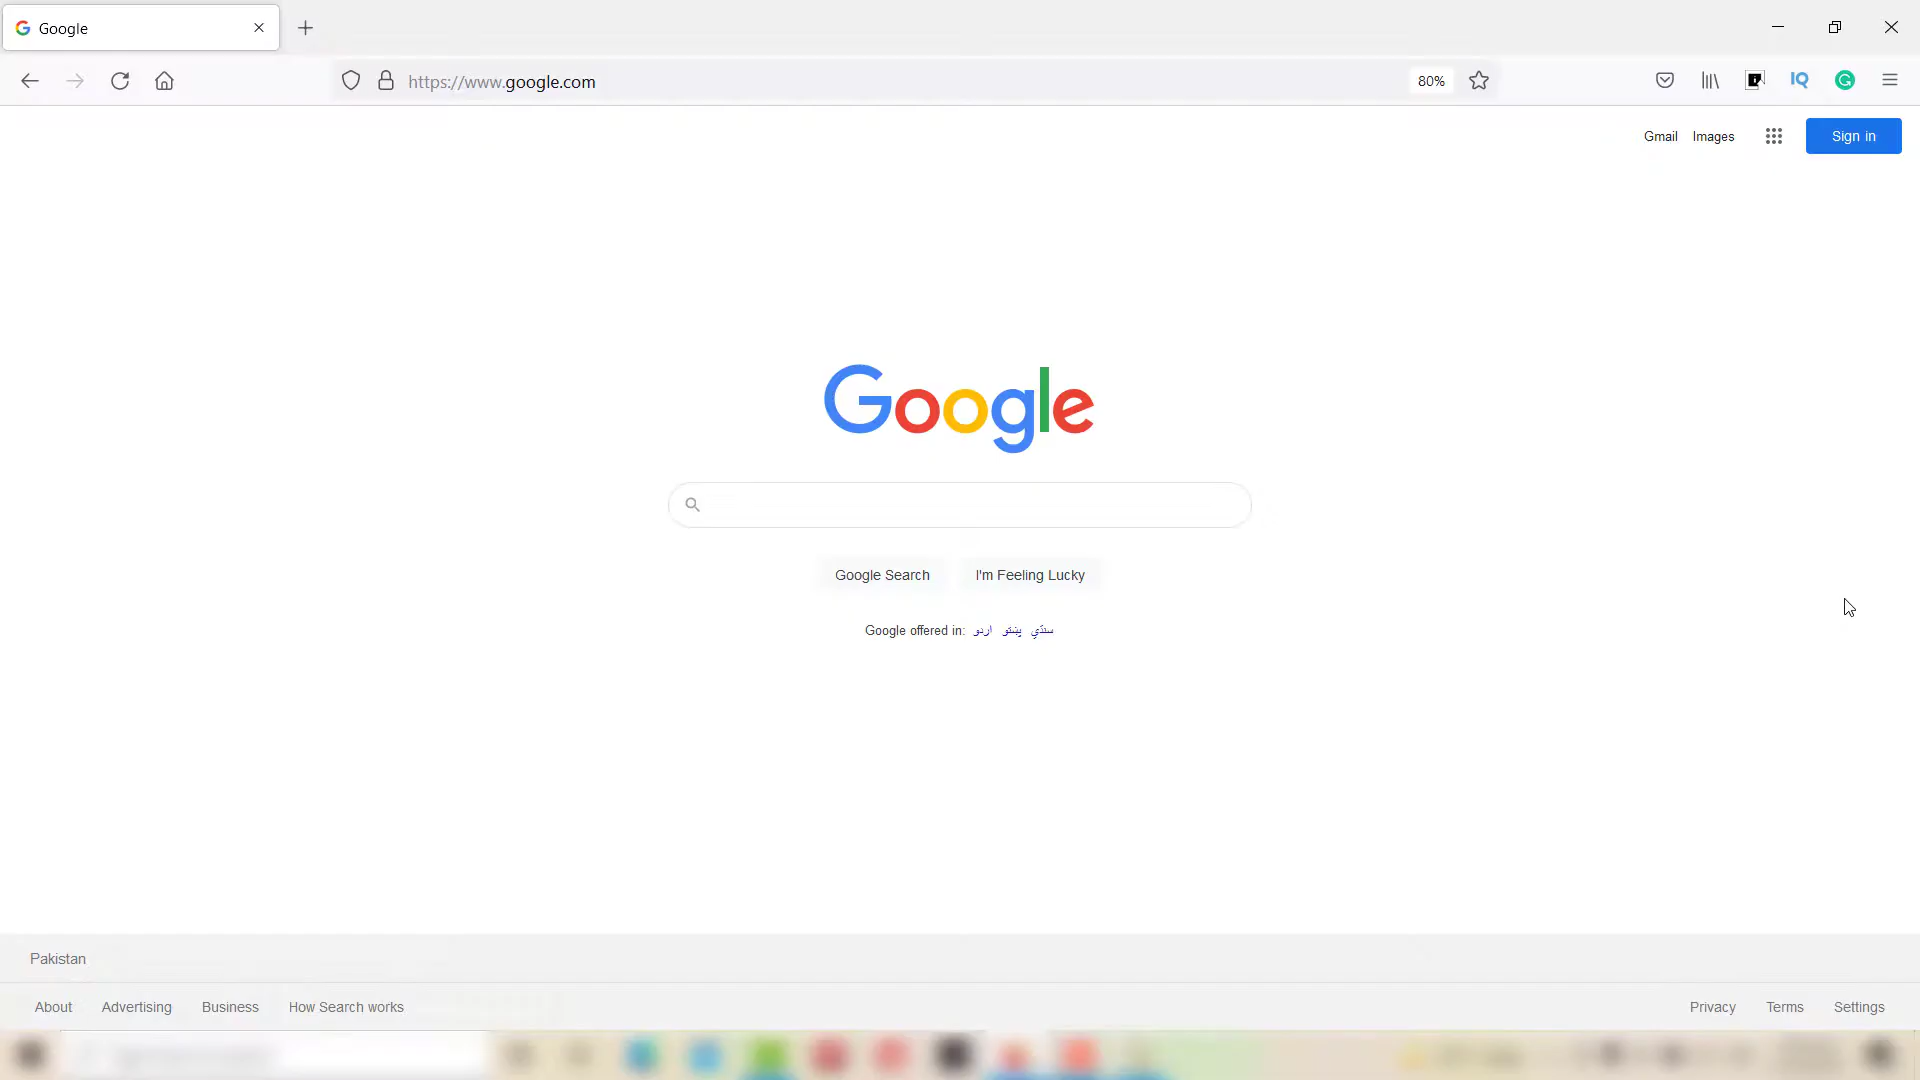 Google
https://www.google.com
80%
IQ
Gmail Images Sign in
Google
Google Search I'm Feeling Lucky
Google offered in: اردو پښتو سنڌي
Pakistan
About Advertising Business How Search works
Privacy Terms Settings